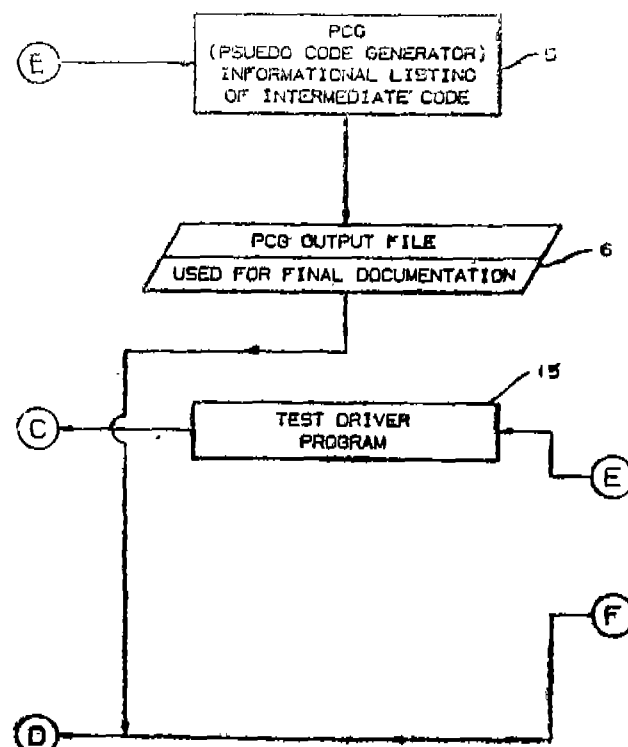 PCG
(PSUEDO CODE GENERATOR)
INFORMATIONAL LISTING
OF INTERMEDIATE CODE
E
PCG OUTPUT FILE
USED FOR FINAL DOCUMENTATION
6
15
C
TEST DRIVER
PROGRAM
E
F
D